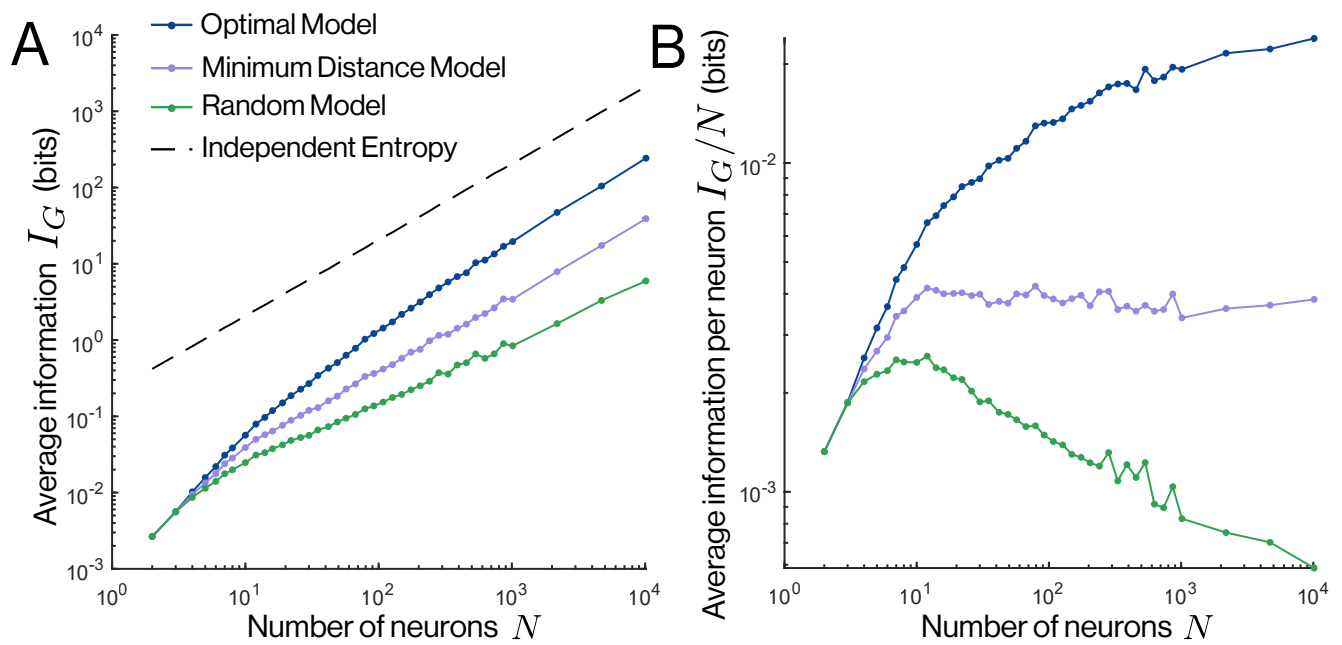 A
Optimal Model
Minimum Distance Model
Random Model
Independent Entropy
Average information I_G (bits)
10^4
10^3
10^2
10^1
10^0
10^-1
10^-2
10^-3
10^0
10^1
10^2
10^3
10^4
Number of neurons N
B
Average information per neuron I_G/N (bits)
10^-2
10^-3
10^0
10^1
10^2
10^3
10^4
Number of neurons N